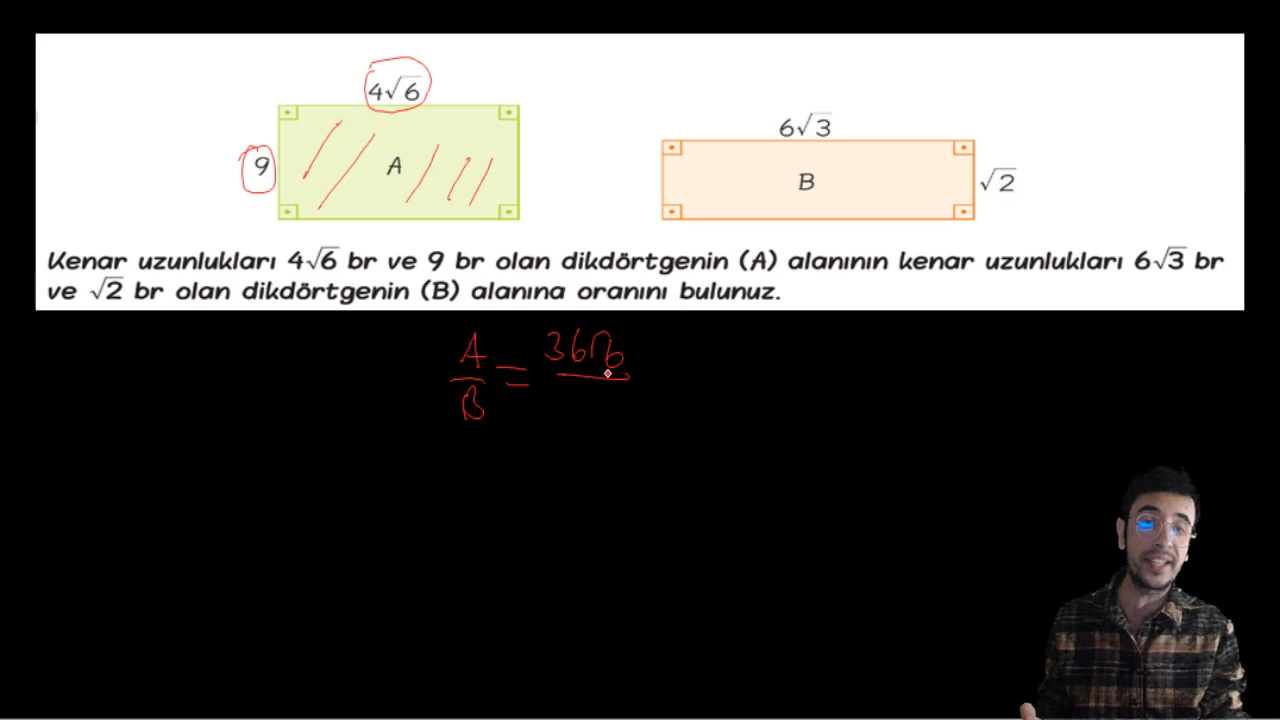 4√6
9
A
6√3
B
√2
Kenar uzunlukları 4√6 br ve 9 br olan dikdörtgenin (A) alanının kenar uzunlukları 6√3 br
ve √2 br olan dikdörtgenin (B) alanına oranını bulunuz.
A/B = 36√6